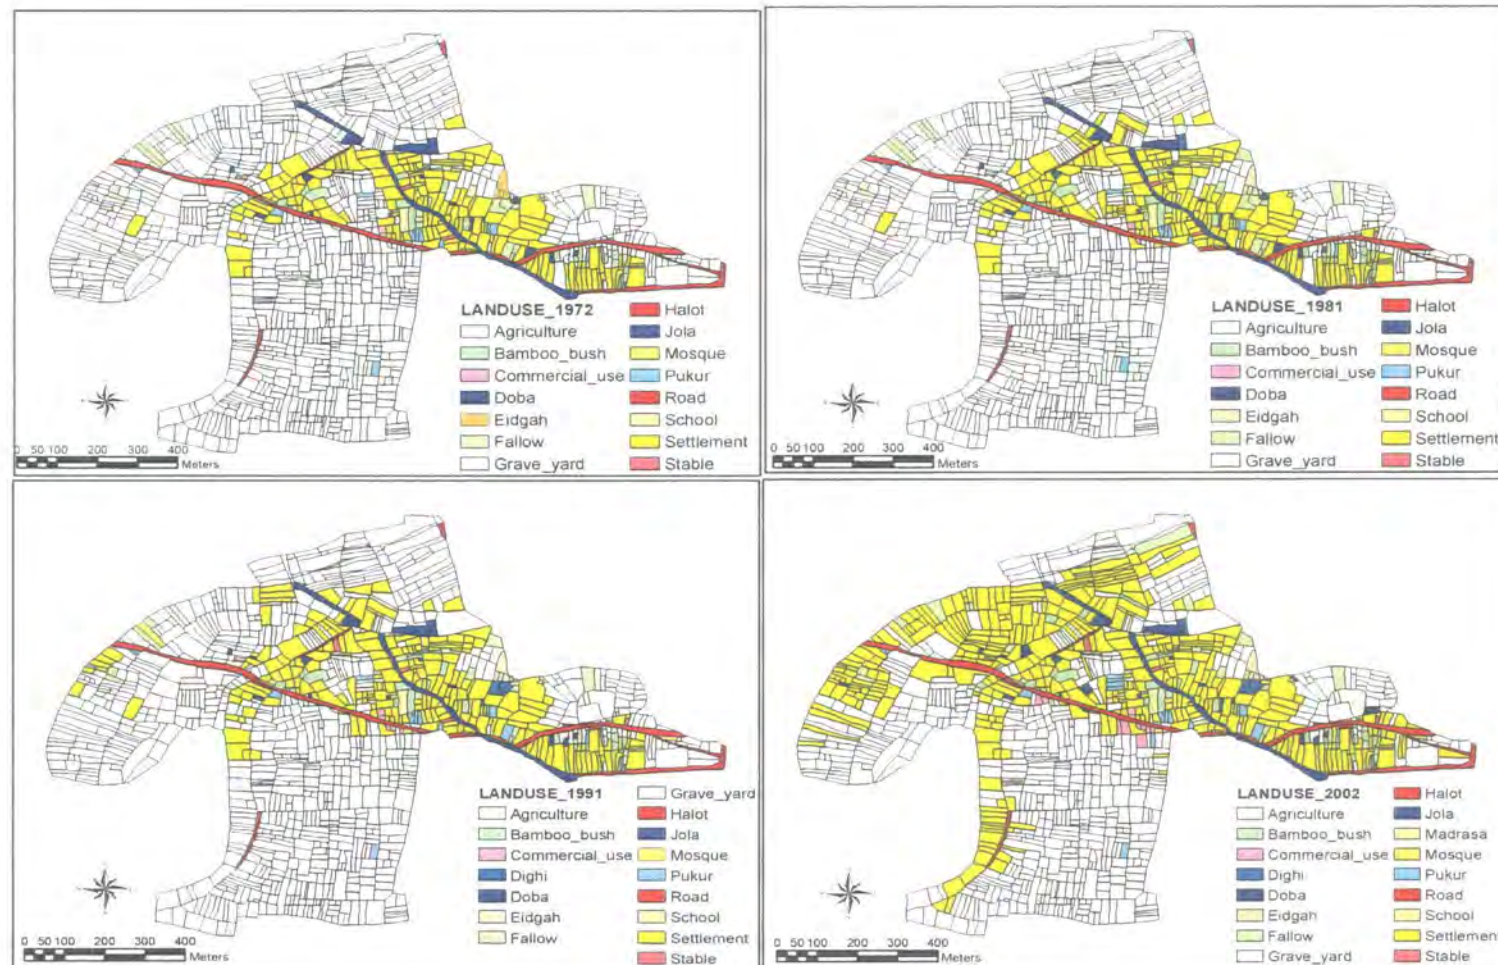 LANDUSE_1972
Agriculture
Bamboo_bush
Commercial_use
Doba
Eidgah
Fallow
Grave_yard
Halot
Jola
Mosque
Pukur
Road
School
Settlement
Stable
0 50 100 200 300 400
Meters
LANDUSE_1981
Agriculture
Bamboo_bush
Commercial_use
Doba
Eidgah
Fallow
Grave_yard
Halot
Jola
Mosque
Pukur
Road
School
Settlement
Stable
0 50 100 200 300 400
Meters
LANDUSE_1991
Agriculture
Bamboo_bush
Commercial_use
Dighi
Doba
Eidgah
Fallow
Grave_yard
Halot
Jola
Mosque
Pukur
Road
School
Settlement
Stable
0 50 100 200 300 400
Meters
LANDUSE_2002
Agriculture
Bamboo_bush
Commercial_use
Dighi
Doba
Eidgah
Fallow
Grave_yard
Halot
Jola
Madrasa
Mosque
Pukur
Road
School
Settlement
Stable
0 50 100 200 300 400
Meters